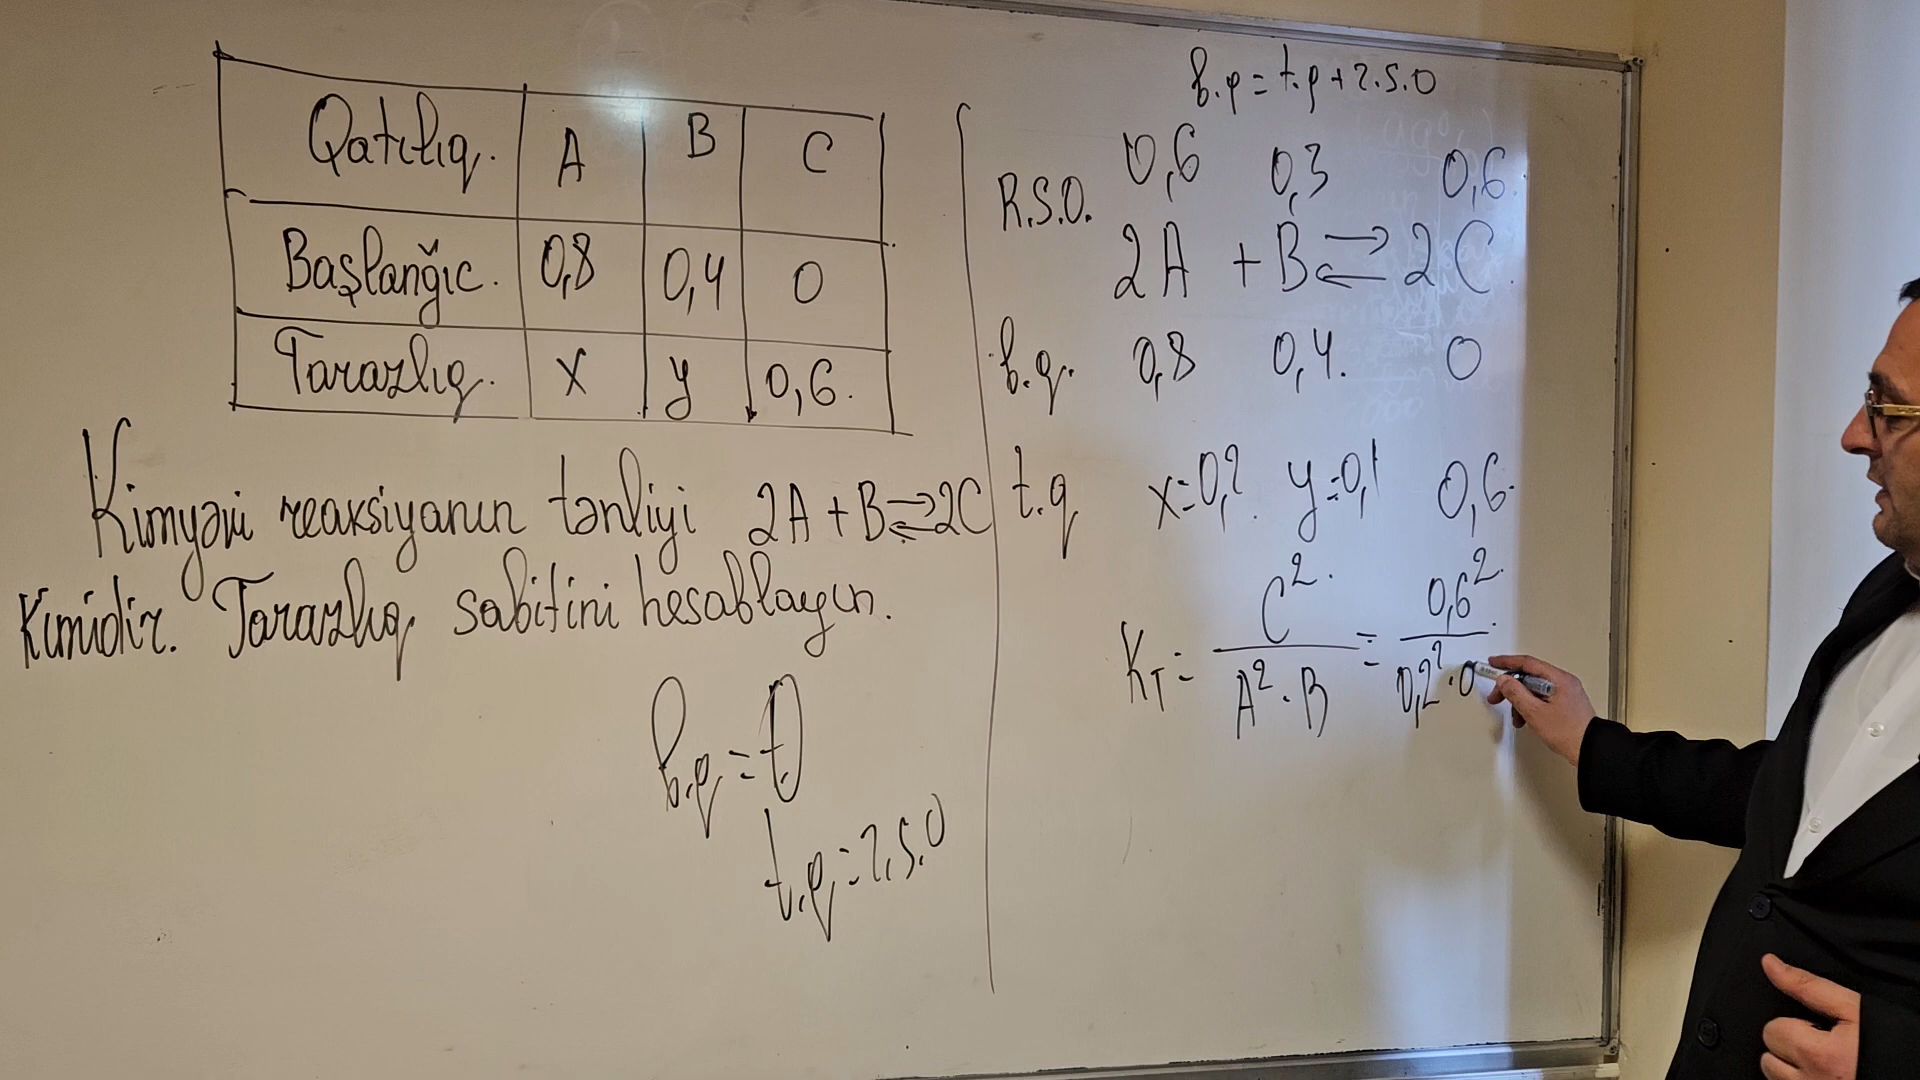 Qatılıq. A B C
Başlanğıc. 0,8 0,4 0
Tarazlıq. x y 0,6.
Kimyəvi reaksiyanın tənliyi 2A + B ⇄ 2C
Kimidir. Tarazlıq sabitini hesablayın.
b.q = t
t.q = r.s.o
b.q = t.q + r.s.o
0,6 0,3 0,6.
R.S.O.
2A + B ⇄ 2C.
b.q. 0,8 0,4. 0
t.q x=0,2. y=0,1 0,6.
K_T = C² / A² · B = 0,6² / 0,2² · 0